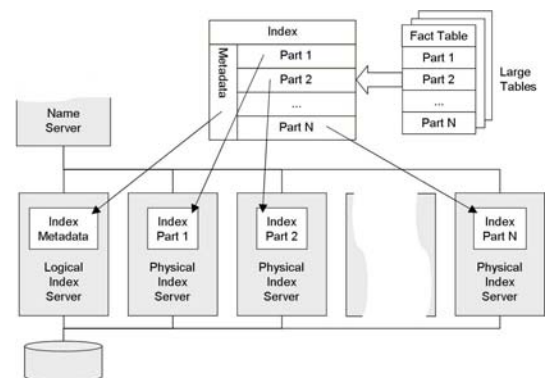 Index
Metadata
Part 1
Part 2
...
Part N
Fact Table
Part 1
Part 2
...
Part N
Large
Tables
Name
Server
Index
Metadata
Logical
Index
Server
Index
Part 1
Physical
Index
Server
Index
Part 2
Physical
Index
Server
Index
Part N
Physical
Index
Server